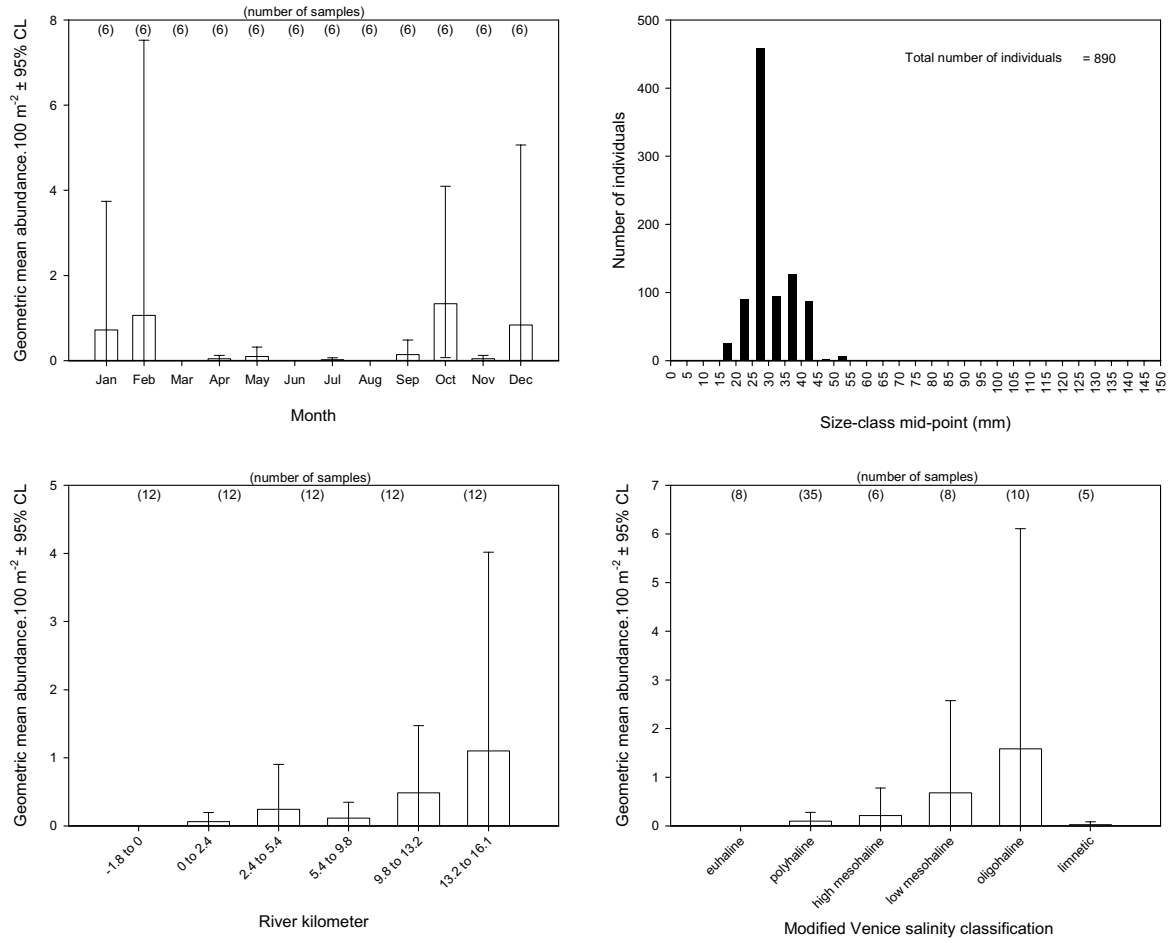 (number of samples)
(6) (6) (6) (6) (6) (6) (6) (6) (6) (6) (6) (6)
8
6
4
2
0
Geometric mean abundance.100 m⁻² ± 95% CL
Jan Feb Mar Apr May Jun Jul Aug Sep Oct Nov Dec
Month
Total number of individuals = 890
500
400
300
200
100
0
Number of individuals
0 5 10 15 20 25 30 35 40 45 50 55 60 65 70 75 80 85 90 95 100 105 110 115 120 125 130 135 140 145 150
Size-class mid-point (mm)
(number of samples)
(12) (12) (12) (12) (12)
5
4
3
2
1
0
Geometric mean abundance.100 m⁻² ± 95% CL
-1.8 to 0 0 to 2.4 2.4 to 5.4 5.4 to 9.8 9.8 to 13.2 13.2 to 16.1
River kilometer
(number of samples)
(8) (35) (6) (8) (10) (5)
7
6
5
4
3
2
1
0
Geometric mean abundance.100 m⁻² ± 95% CL
euhaline polyhaline high mesohaline low mesohaline oligohaline limnetic
Modified Venice salinity classification